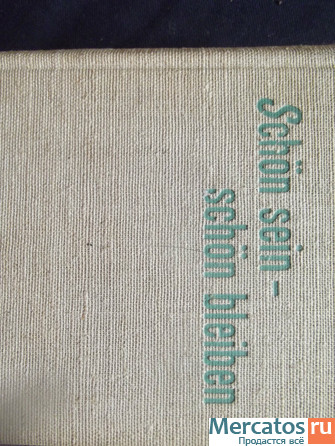 Schön sein –
schön bleiben
Mercatos ru
Продастся всё